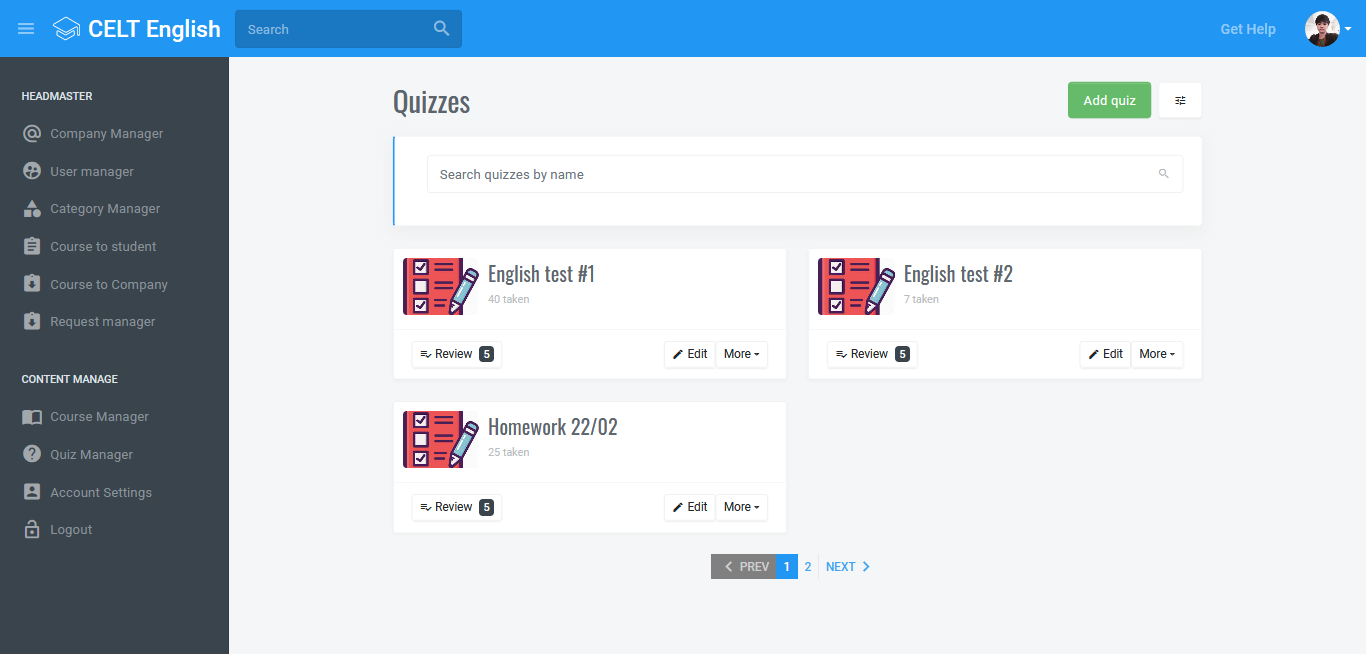 CELT English
Search
Get Help
HEADMASTER
Company Manager
User manager
Category Manager
Course to student
Course to Company
Request manager
CONTENT MANAGE
Course Manager
Quiz Manager
Account Settings
Logout
Quizzes
Add quiz
Search quizzes by name
English test #1
40 taken
Review 5
Edit
More
English test #2
7 taken
Review 5
Edit
More
Homework 22/02
25 taken
Review 5
Edit
More
PREV 1 2 NEXT